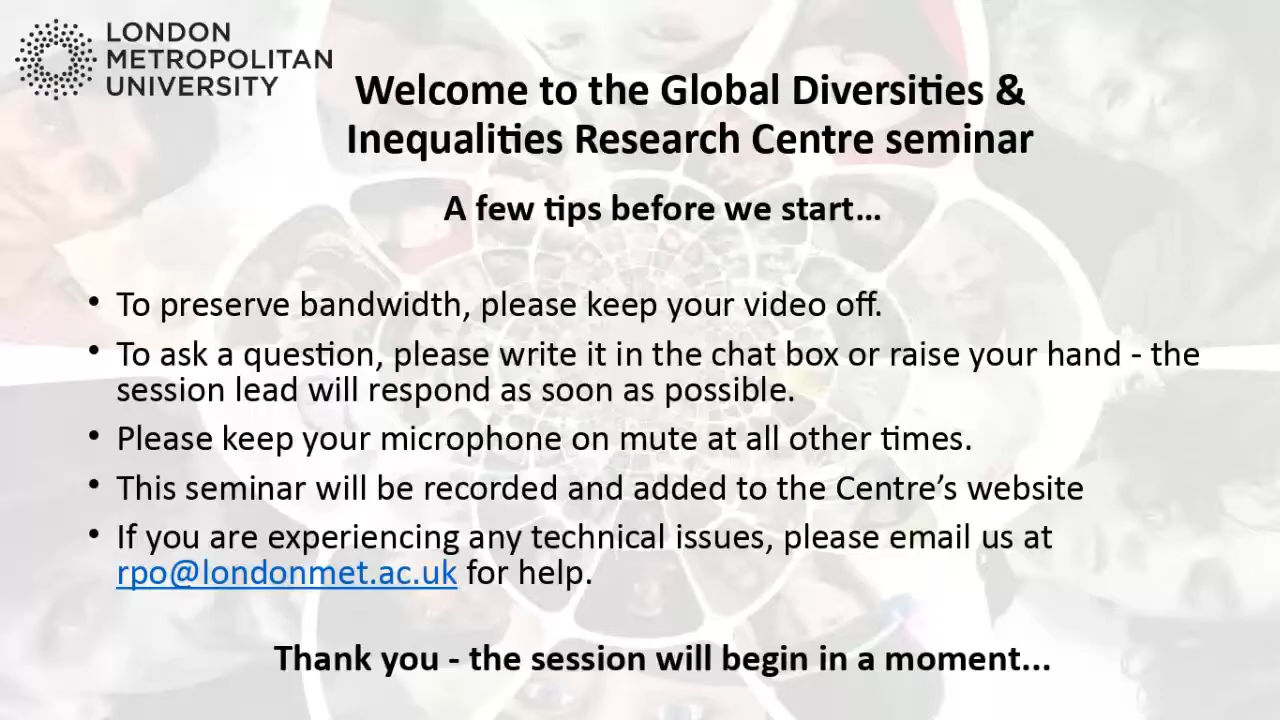 LONDON
METROPOLITAN
UNIVERSITY
Welcome to the Global Diversities &
Inequalities Research Centre seminar
A few tips before we start…
• To preserve bandwidth, please keep your video off.
• To ask a question, please write it in the chat box or raise your hand - the
session lead will respond as soon as possible.
• Please keep your microphone on mute at all other times.
• This seminar will be recorded and added to the Centre’s website
• If you are experiencing any technical issues, please email us at
rpo@londonmet.ac.uk for help.
Thank you - the session will begin in a moment...